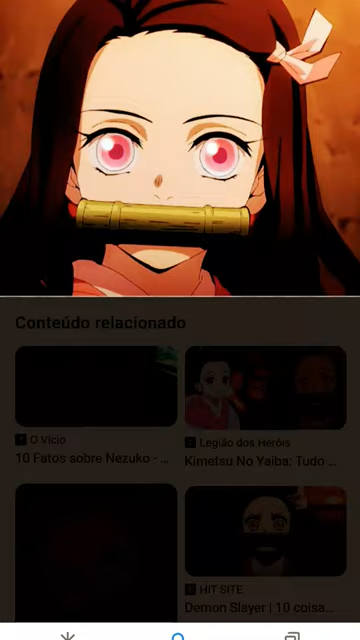 Conteúdo relacionado
O Vício
10 Fatos sobre Nezuko - ...
Legião dos Heróis
Kimetsu No Yaiba: Tudo ...
HIT SITE
Demon Slayer | 10 coisa...